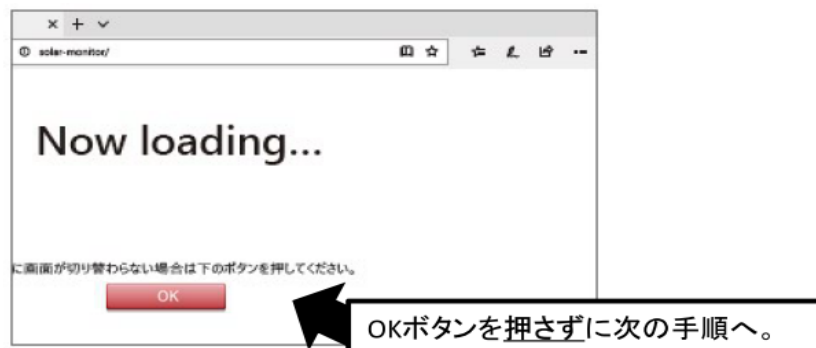 solar-monitor/
Now loading...
に画面が切り替わらない場合は下のボタンを押してください。
OK
OKボタンを押さずに次の手順へ。